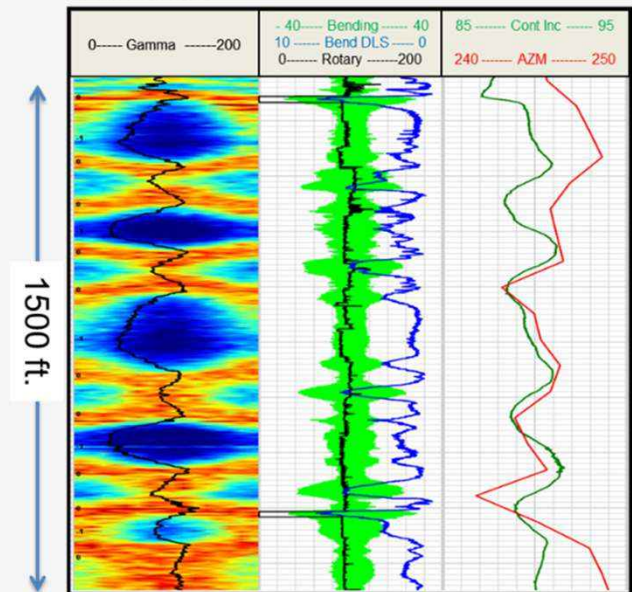 0----- Gamma ------200
- 40 ------ Bending ------ 40
10 ----- Bend DLS ----- 0
0----- Rotary -----200
85 ------ Cont Inc ------ 95
240 ------ AZM ------- 250
1500 ft.